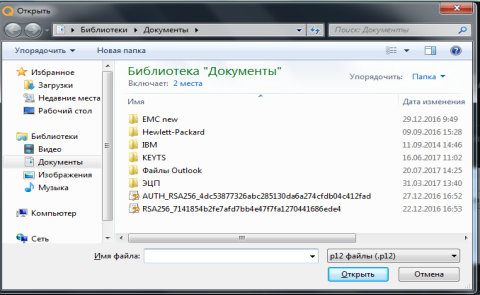 Открыть
Библиотеки ▸ Документы ▸
Поиск: Документы
Упорядочить
Новая папка
Избранное
Загрузки
Недавние места
Рабочий стол
Библиотеки
Видео
Документы
Изображения
Музыка
Компьютер
Сеть
Библиотека "Документы"
Включает: 2 места
Упорядочить: Папка
Имя Дата изменения
EMC new 29.12.2016 9:49
Hewlett-Packard 09.09.2016 15:28
IBM 11.09.2014 14:46
KEYTS 16.06.2017 11:02
Файлы Outlook 20.07.2017 14:25
ЭЦП 31.03.2017 13:40
AUTH_RSA256_4dc53877326abc285130da6a274cfdb04c412fad 27.12.2016 16:52
RSA256_7141854b2fe7afd7bb4e47f7fa1270441686ede4 22.12.2016 16:53
Имя файла:
p12 файлы (.p12)
Открыть
Отмена